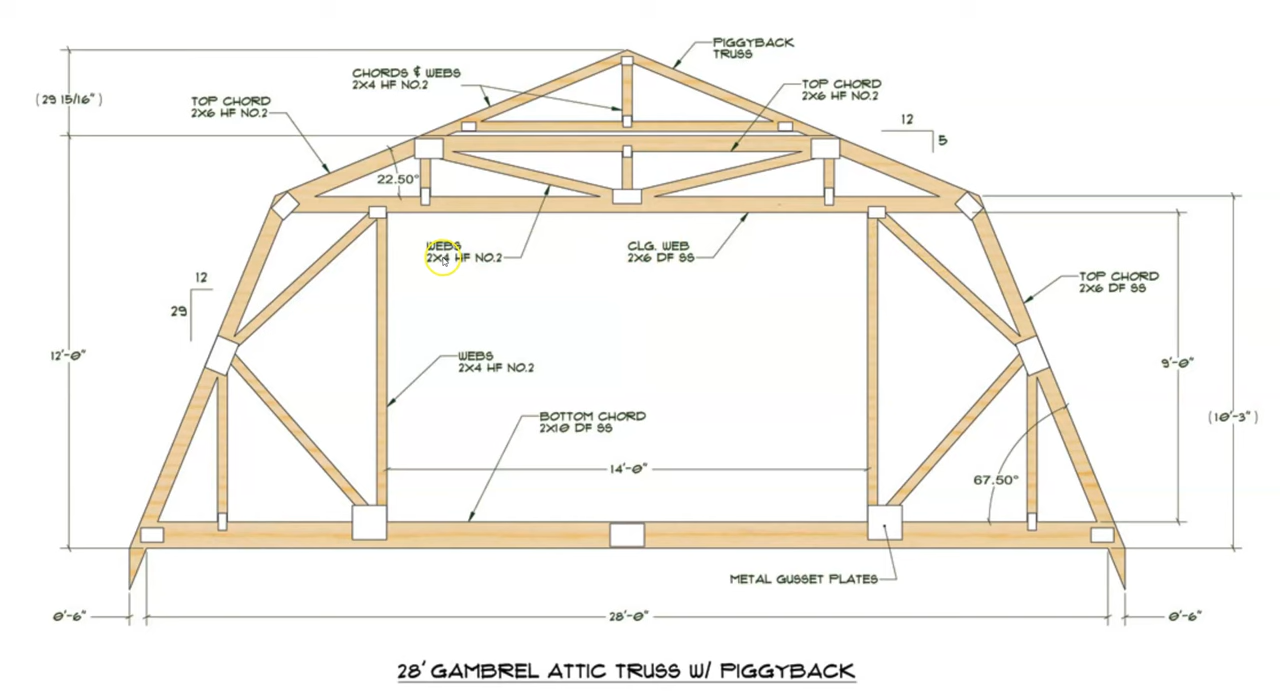 PIGGYBACK
TRUSS
CHORDS & WEBS
2X4 HF NO.2
TOP CHORD
2X6 HF NO.2
(29 15/16")
TOP CHORD
2X6 HF NO.2
12
5
22.50°
WEBS
2X4 HF NO.2
CLG. WEB
2X6 DF SS
12
29
TOP CHORD
2X6 DF SS
12'-0"
WEBS
2X4 HF NO.2
9'-0"
(10'-3")
BOTTOM CHORD
2X10 DF SS
14'-0"
67.50°
METAL GUSSET PLATES
0'-6"
28'-0"
0'-6"
28' GAMBREL ATTIC TRUSS W/ PIGGYBACK